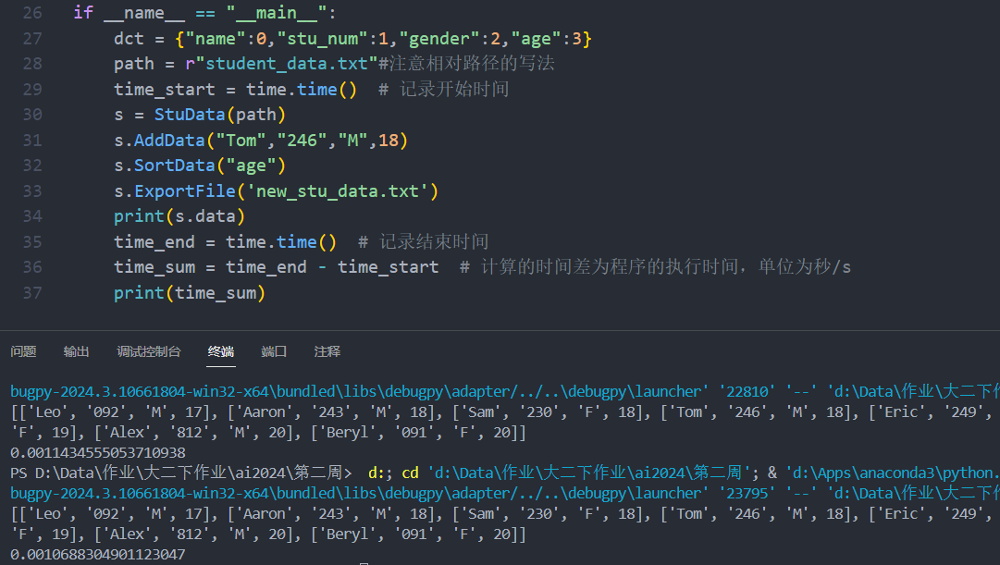 26 if __name__ == "__main__":
27 dct = {"name":0,"stu_num":1,"gender":2,"age":3}
28 path = r"student_data.txt"#注意相对路径的写法
29 time_start = time.time()  # 记录开始时间
30 s = StuData(path)
31 s.AddData("Tom","246","M",18)
32 s.SortData("age")
33 s.ExportFile('new_stu_data.txt')
34 print(s.data)
35 time_end = time.time()  # 记录结束时间
36 time_sum = time_end - time_start  # 计算的时间差为程序的执行时间，单位为秒/s
37 print(time_sum)
问题 输出 调试控制台 终端 端口 注释
bugpy-2024.3.10661804-win32-x64\bundled\libs\debugpy\adapter/../..\debugpy\launcher' '22810' '--' 'd:\Data\作业\大二下作
[['Leo', '092', 'M', 17], ['Aaron', '243', 'M', 18], ['Sam', '230', 'F', 18], ['Tom', '246', 'M', 18], ['Eric', '249',
'F', 19], ['Alex', '812', 'M', 20], ['Beryl', '091', 'F', 20]]
0.0011434555053710938
PS D:\Data\作业\大二下作业\ai2024\第二周>  d:; cd 'd:\Data\作业\大二下作业\ai2024\第二周'; & 'd:\Apps\anaconda3\python.
bugpy-2024.3.10661804-win32-x64\bundled\libs\debugpy\adapter/../..\debugpy\launcher' '23795' '--' 'd:\Data\作业\大二下作
[['Leo', '092', 'M', 17], ['Aaron', '243', 'M', 18], ['Sam', '230', 'F', 18], ['Tom', '246', 'M', 18], ['Eric', '249',
'F', 19], ['Alex', '812', 'M', 20], ['Beryl', '091', 'F', 20]]
0.0010688304901123047